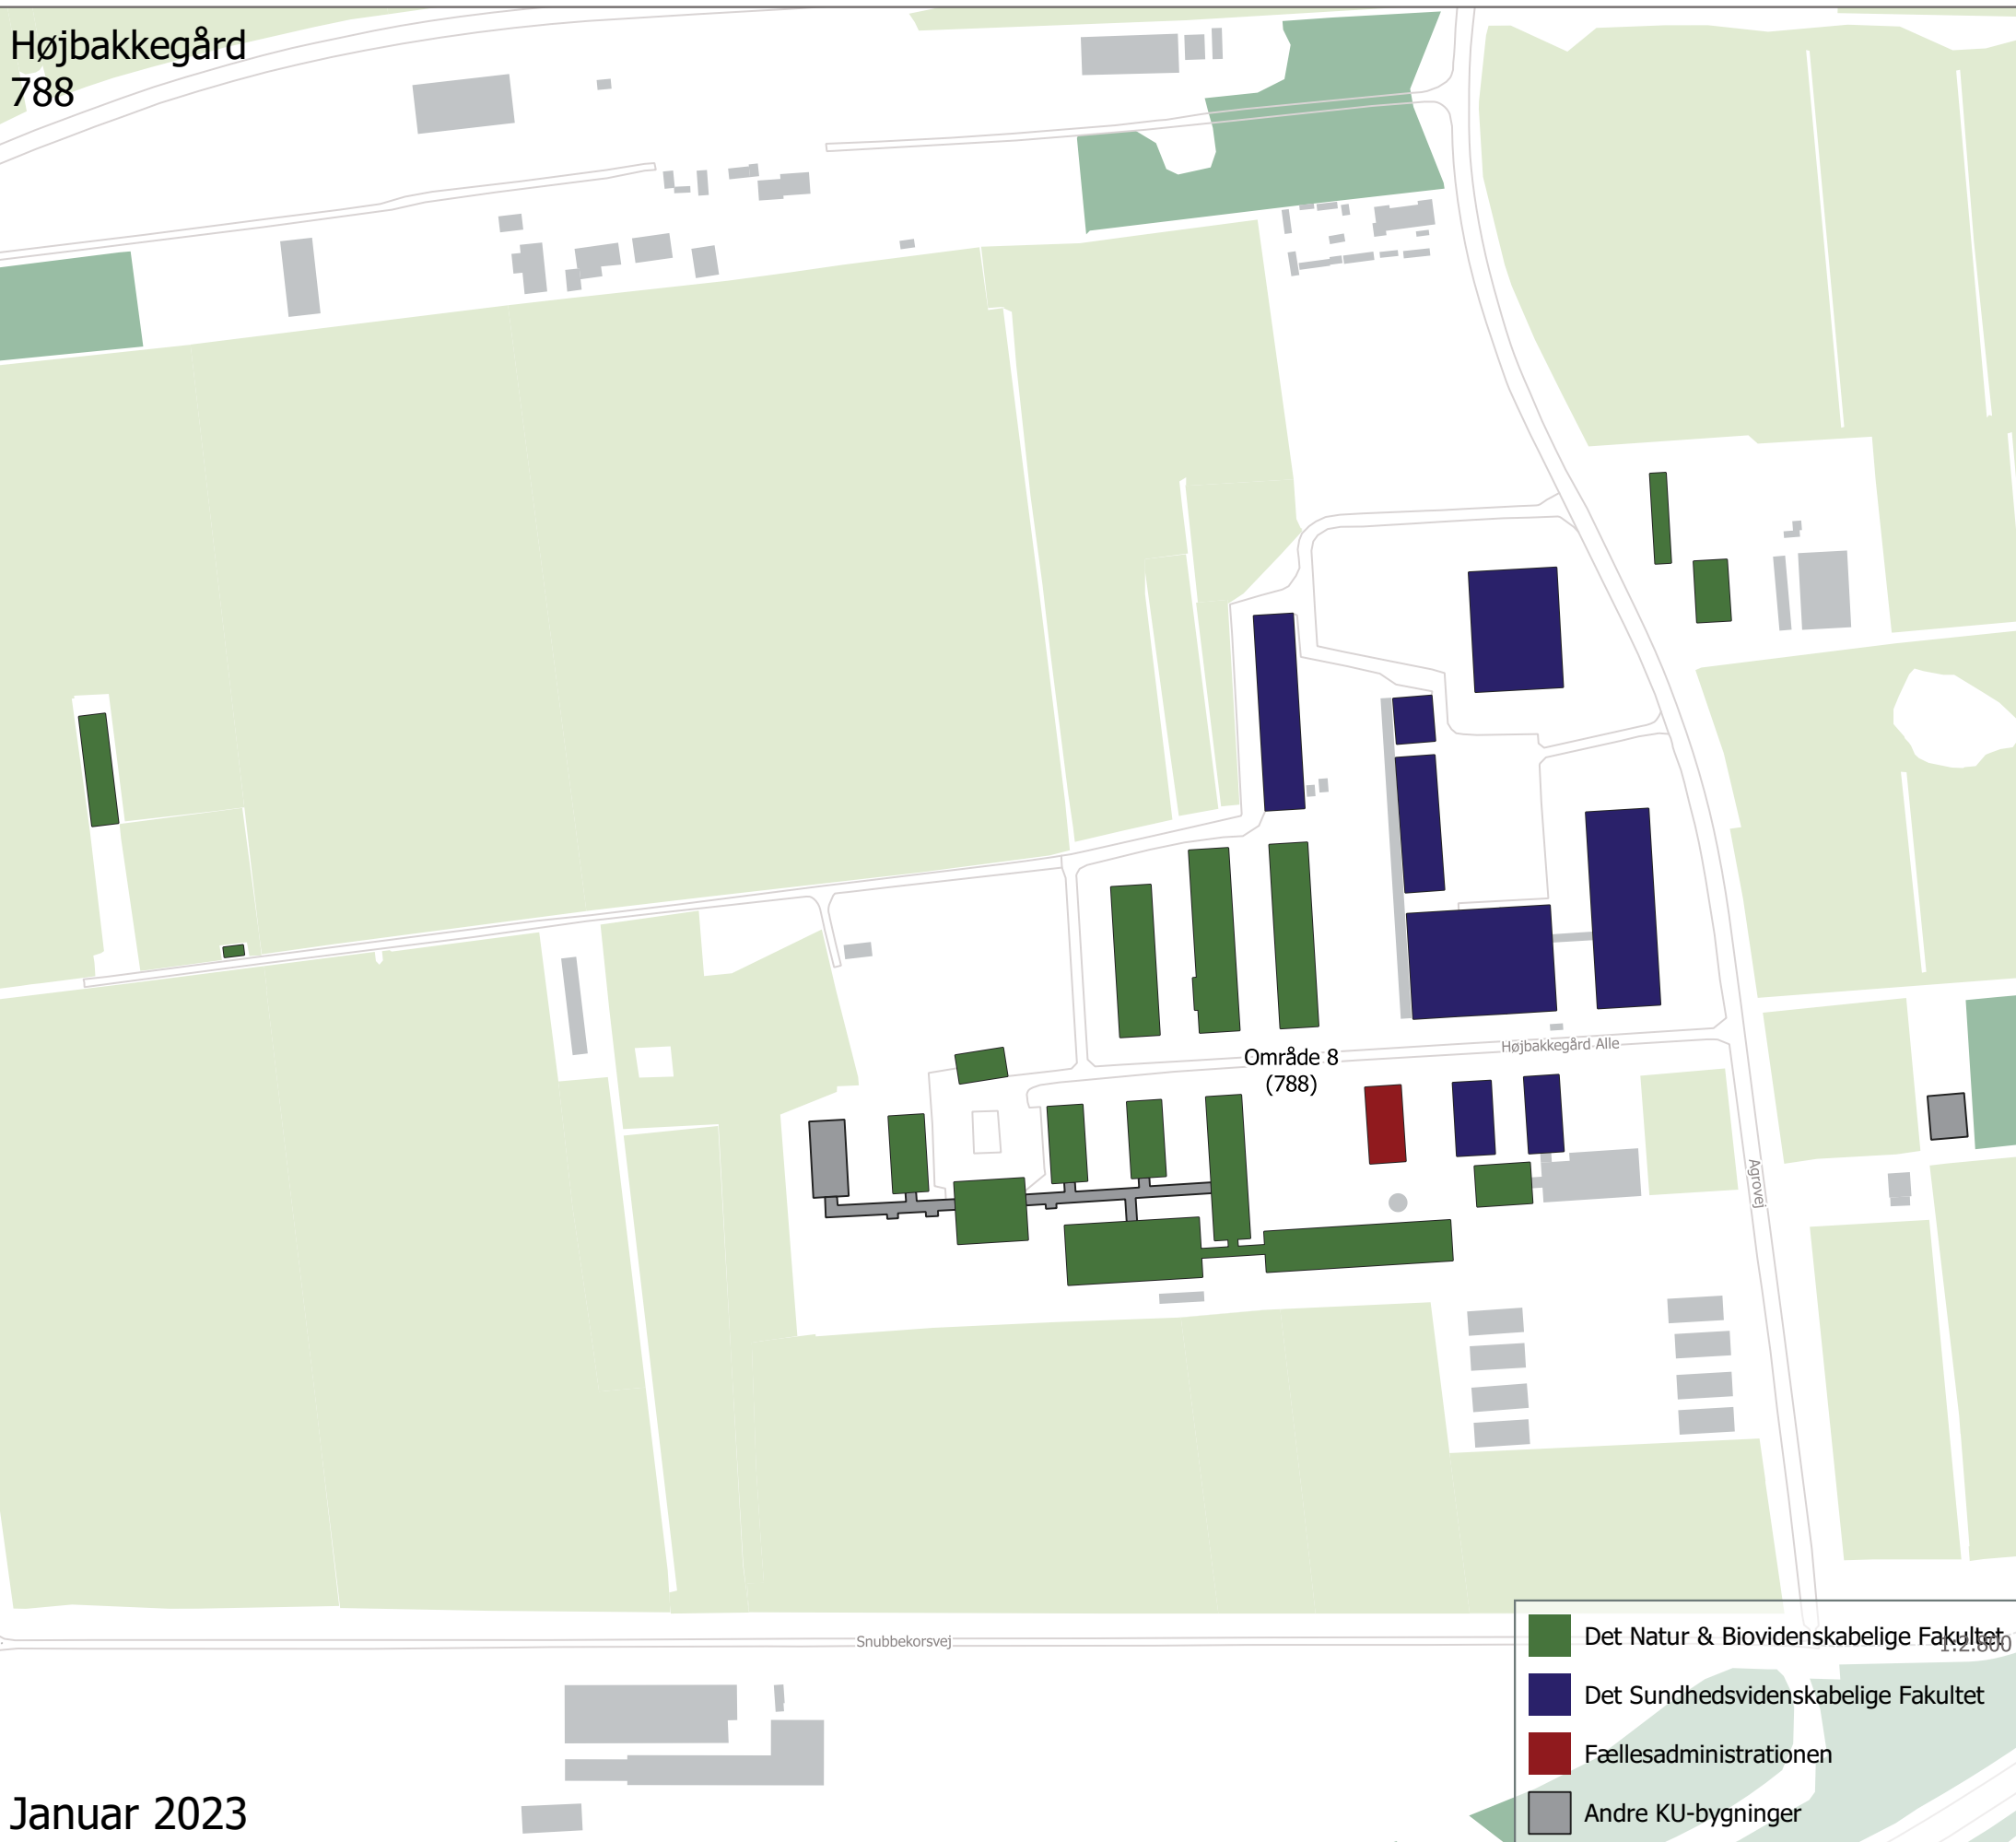 Højbakkegård
788
Område 8
(788)
Højbakkegård Alle
Agrovej
Snubbekorsvej
Det Natur & Biovidenskabelige Fakultet
1:2.800
Det Sundhedsvidenskabelige Fakultet
Fællesadministrationen
Andre KU-bygninger
Januar 2023